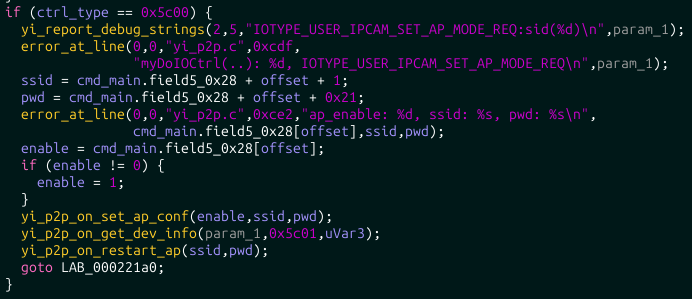 }
if (ctrl_type == 0x5c00) {
yi_report_debug_strings(2,5,"IOTYPE_USER_IPCAM_SET_AP_MODE_REQ:sid(%d)\n",param_1);
error_at_line(0,0,"yi_p2p.c",0xcdf,
"myDoIOCtrl(..): %d, IOTYPE_USER_IPCAM_SET_AP_MODE_REQ\n",param_1);
ssid = cmd_main.field5_0x28 + offset + 1;
pwd = cmd_main.field5_0x28 + offset + 0x21;
error_at_line(0,0,"yi_p2p.c",0xce2,"ap_enable: %d, ssid: %s, pwd: %s\n",
cmd_main.field5_0x28[offset],ssid,pwd);
enable = cmd_main.field5_0x28[offset];
if (enable != 0) {
enable = 1;
}
yi_p2p_on_set_ap_conf(enable,ssid,pwd);
yi_p2p_on_get_dev_info(param_1,0x5c01,uVar3);
yi_p2p_on_restart_ap(ssid,pwd);
goto LAB_000221a0;
}